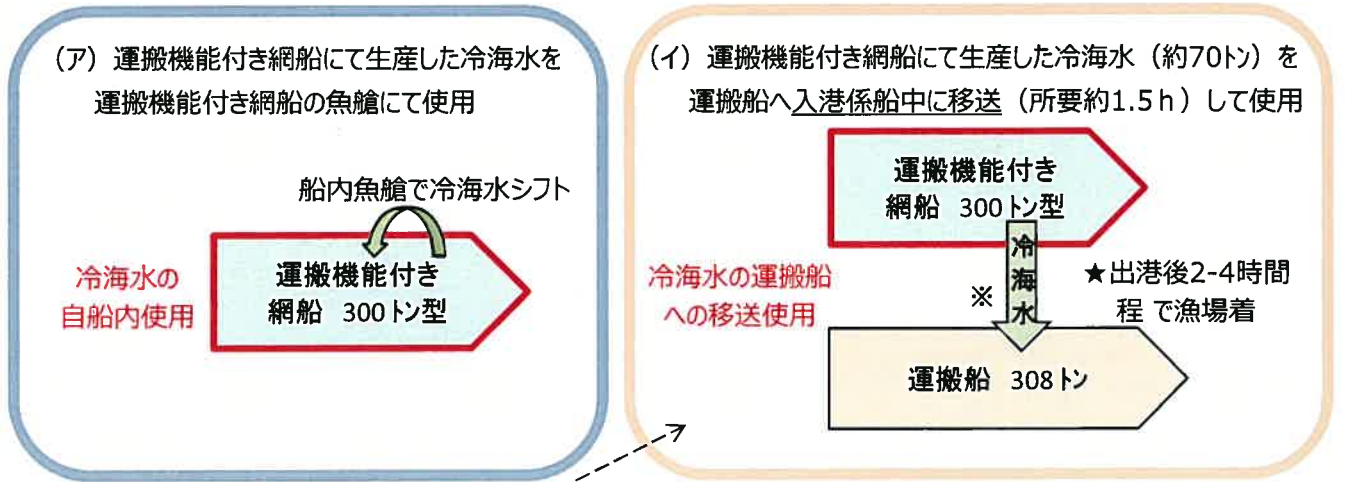 (ア) 運搬機能付き網船にて生産した冷海水を
運搬機能付き網船の魚艙にて使用
船内魚艙で冷海水シフト
冷海水の
自船内使用
運搬機能付き
網船 300トン型
(イ) 運搬機能付き網船にて生産した冷海水(約70トン)を
運搬船へ入港係船中に移送(所要約1.5h)して使用
運搬機能付き
網船 300トン型
冷海水
冷海水の運搬船
への移送使用
※
★出港後2-4時間
程 で漁場着
運搬船 308トン